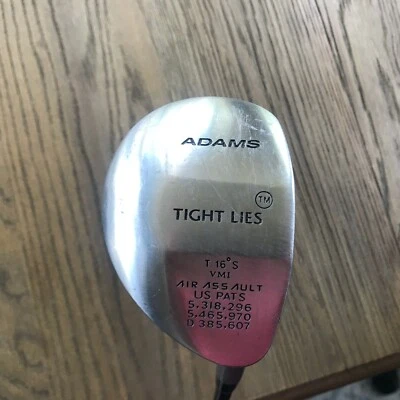 ADAMS
TIGHT LIES ™
T 16° S
VMI
AIR ASSAULT
US PATS
5,318,296
5,465,970
D 385,607